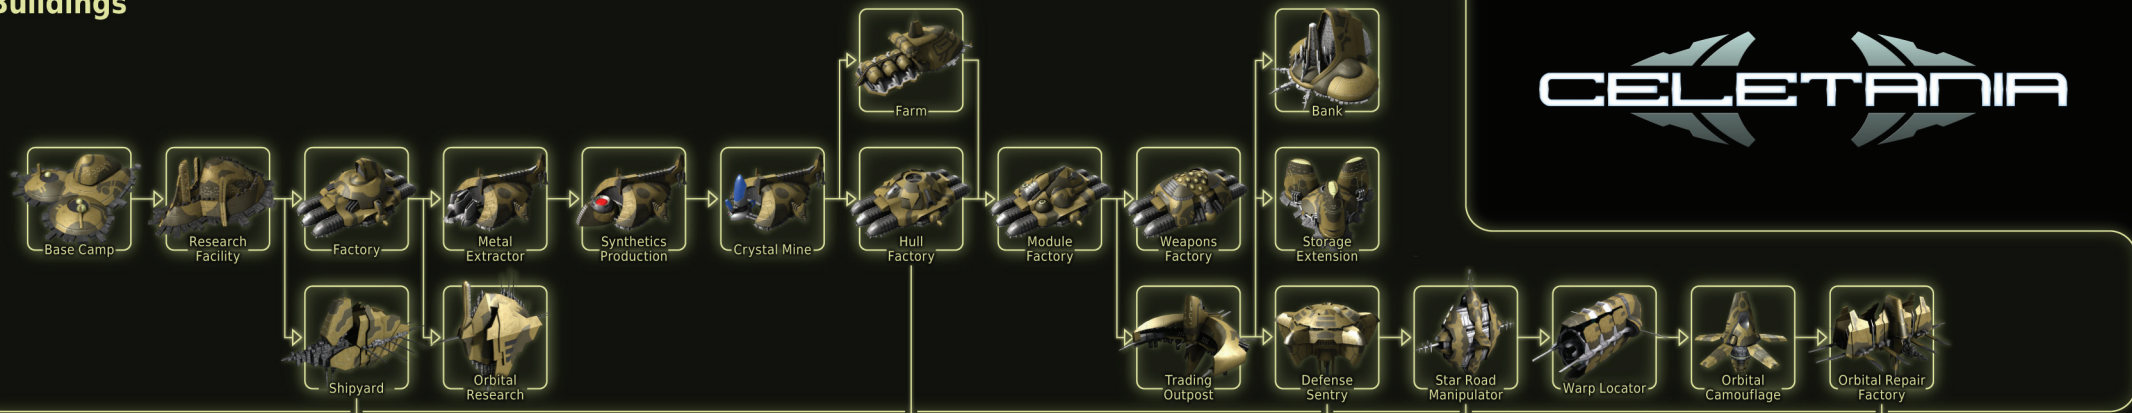 Buildings
CELETANIA
Farm
Bank
Base Camp
Research
Facility
Factory
Metal
Extractor
Synthetics
Production
Crystal Mine
Hull
Factory
Module
Factory
Weapons
Factory
Storage
Extension
Shipyard
Orbital
Research
Trading
Outpost
Defense
Sentry
Star Road
Manipulator
Warp Locator
Orbital
Camouflage
Orbital Repair
Factory